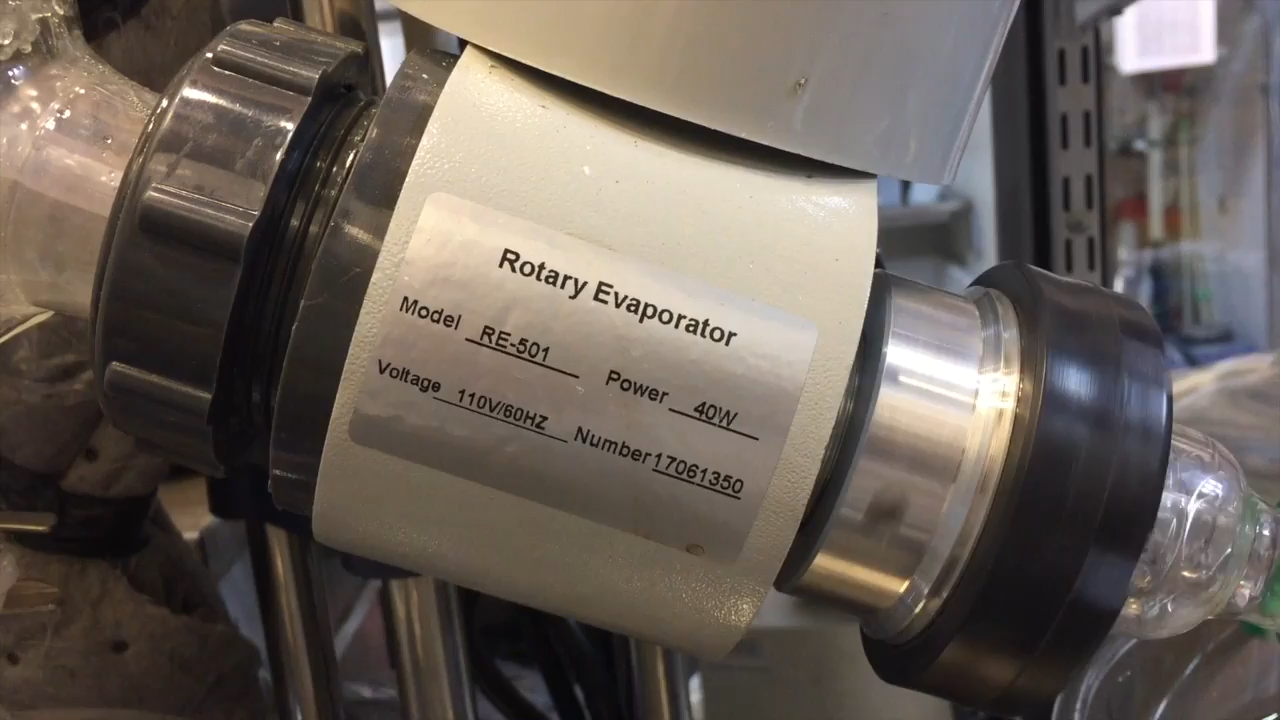 Rotary Evaporator
Model RE-501 Power 40W
Voltage 110V/60HZ Number 17061350